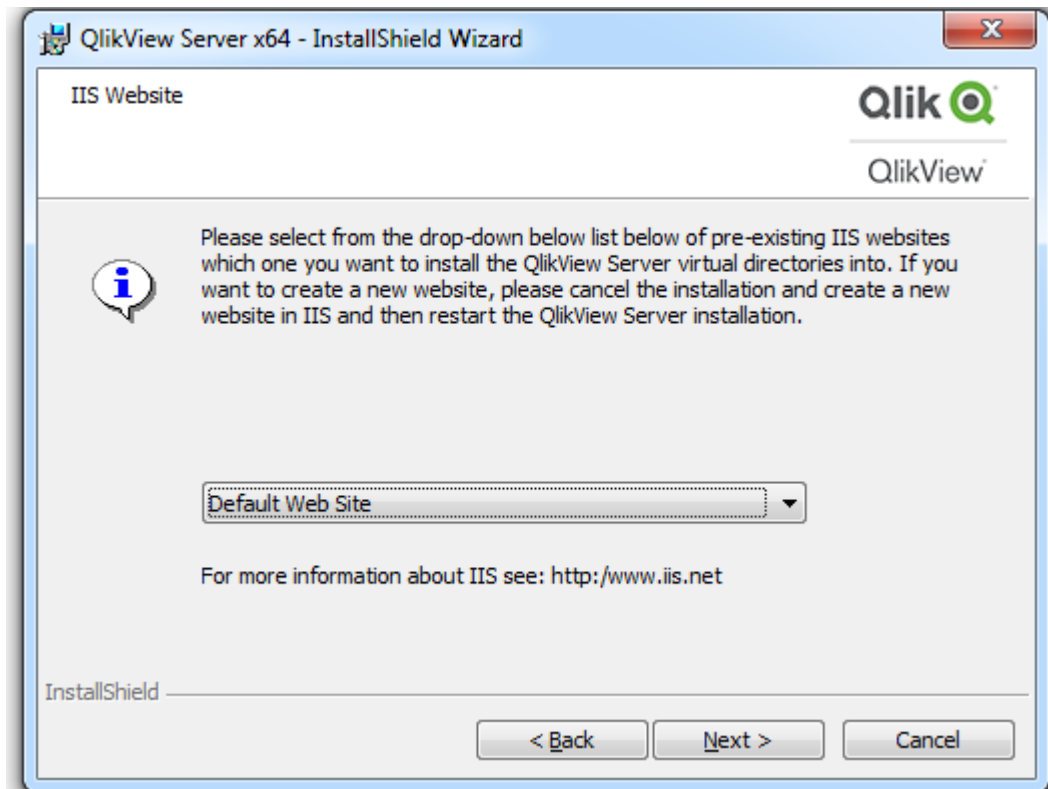 QlikView Server x64 - InstallShield Wizard
IIS Website
Qlik
QlikView
Please select from the drop-down below list below of pre-existing IIS websites
which one you want to install the QlikView Server virtual directories into. If you
want to create a new website, please cancel the installation and create a new
website in IIS and then restart the QlikView Server installation.
Default Web Site
For more information about IIS see: http:/www.iis.net
InstallShield
< Back Next > Cancel